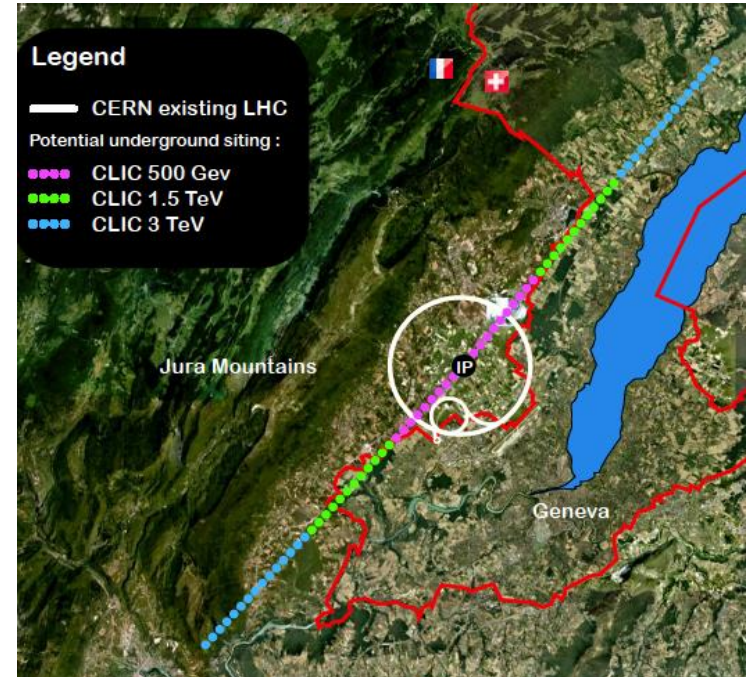 Legend
CERN existing LHC
Potential underground siting :
CLIC 500 Gev
CLIC 1.5 TeV
CLIC 3 TeV
Jura Mountains
IP
Geneva